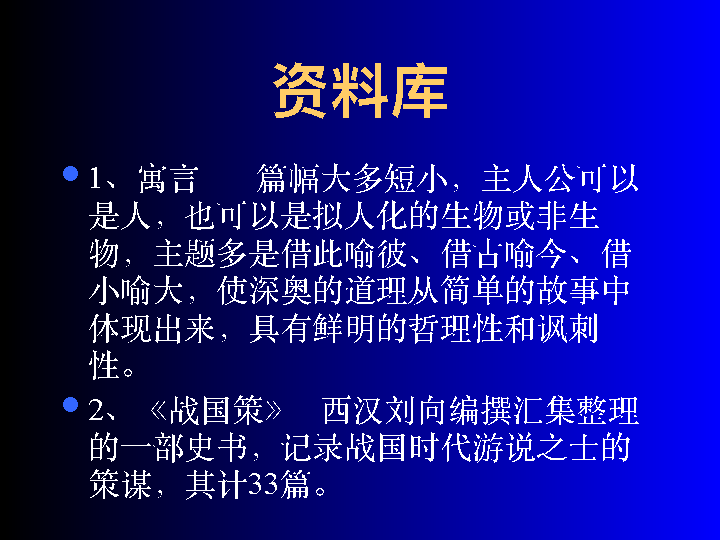 资料库
1、寓言 篇幅大多短小，主人公可以
是人，也可以是拟人化的生物或非生
物，主题多是借此喻彼、借古喻今、借
小喻大，使深奥的道理从简单的故事中
休现出来，具有鲜明的哲理性和讽刺
性。
2、《战国策》 西汉刘向编撰汇集整理
的一部史书，记录战国时代游说之士的
策谋，其计33篇。